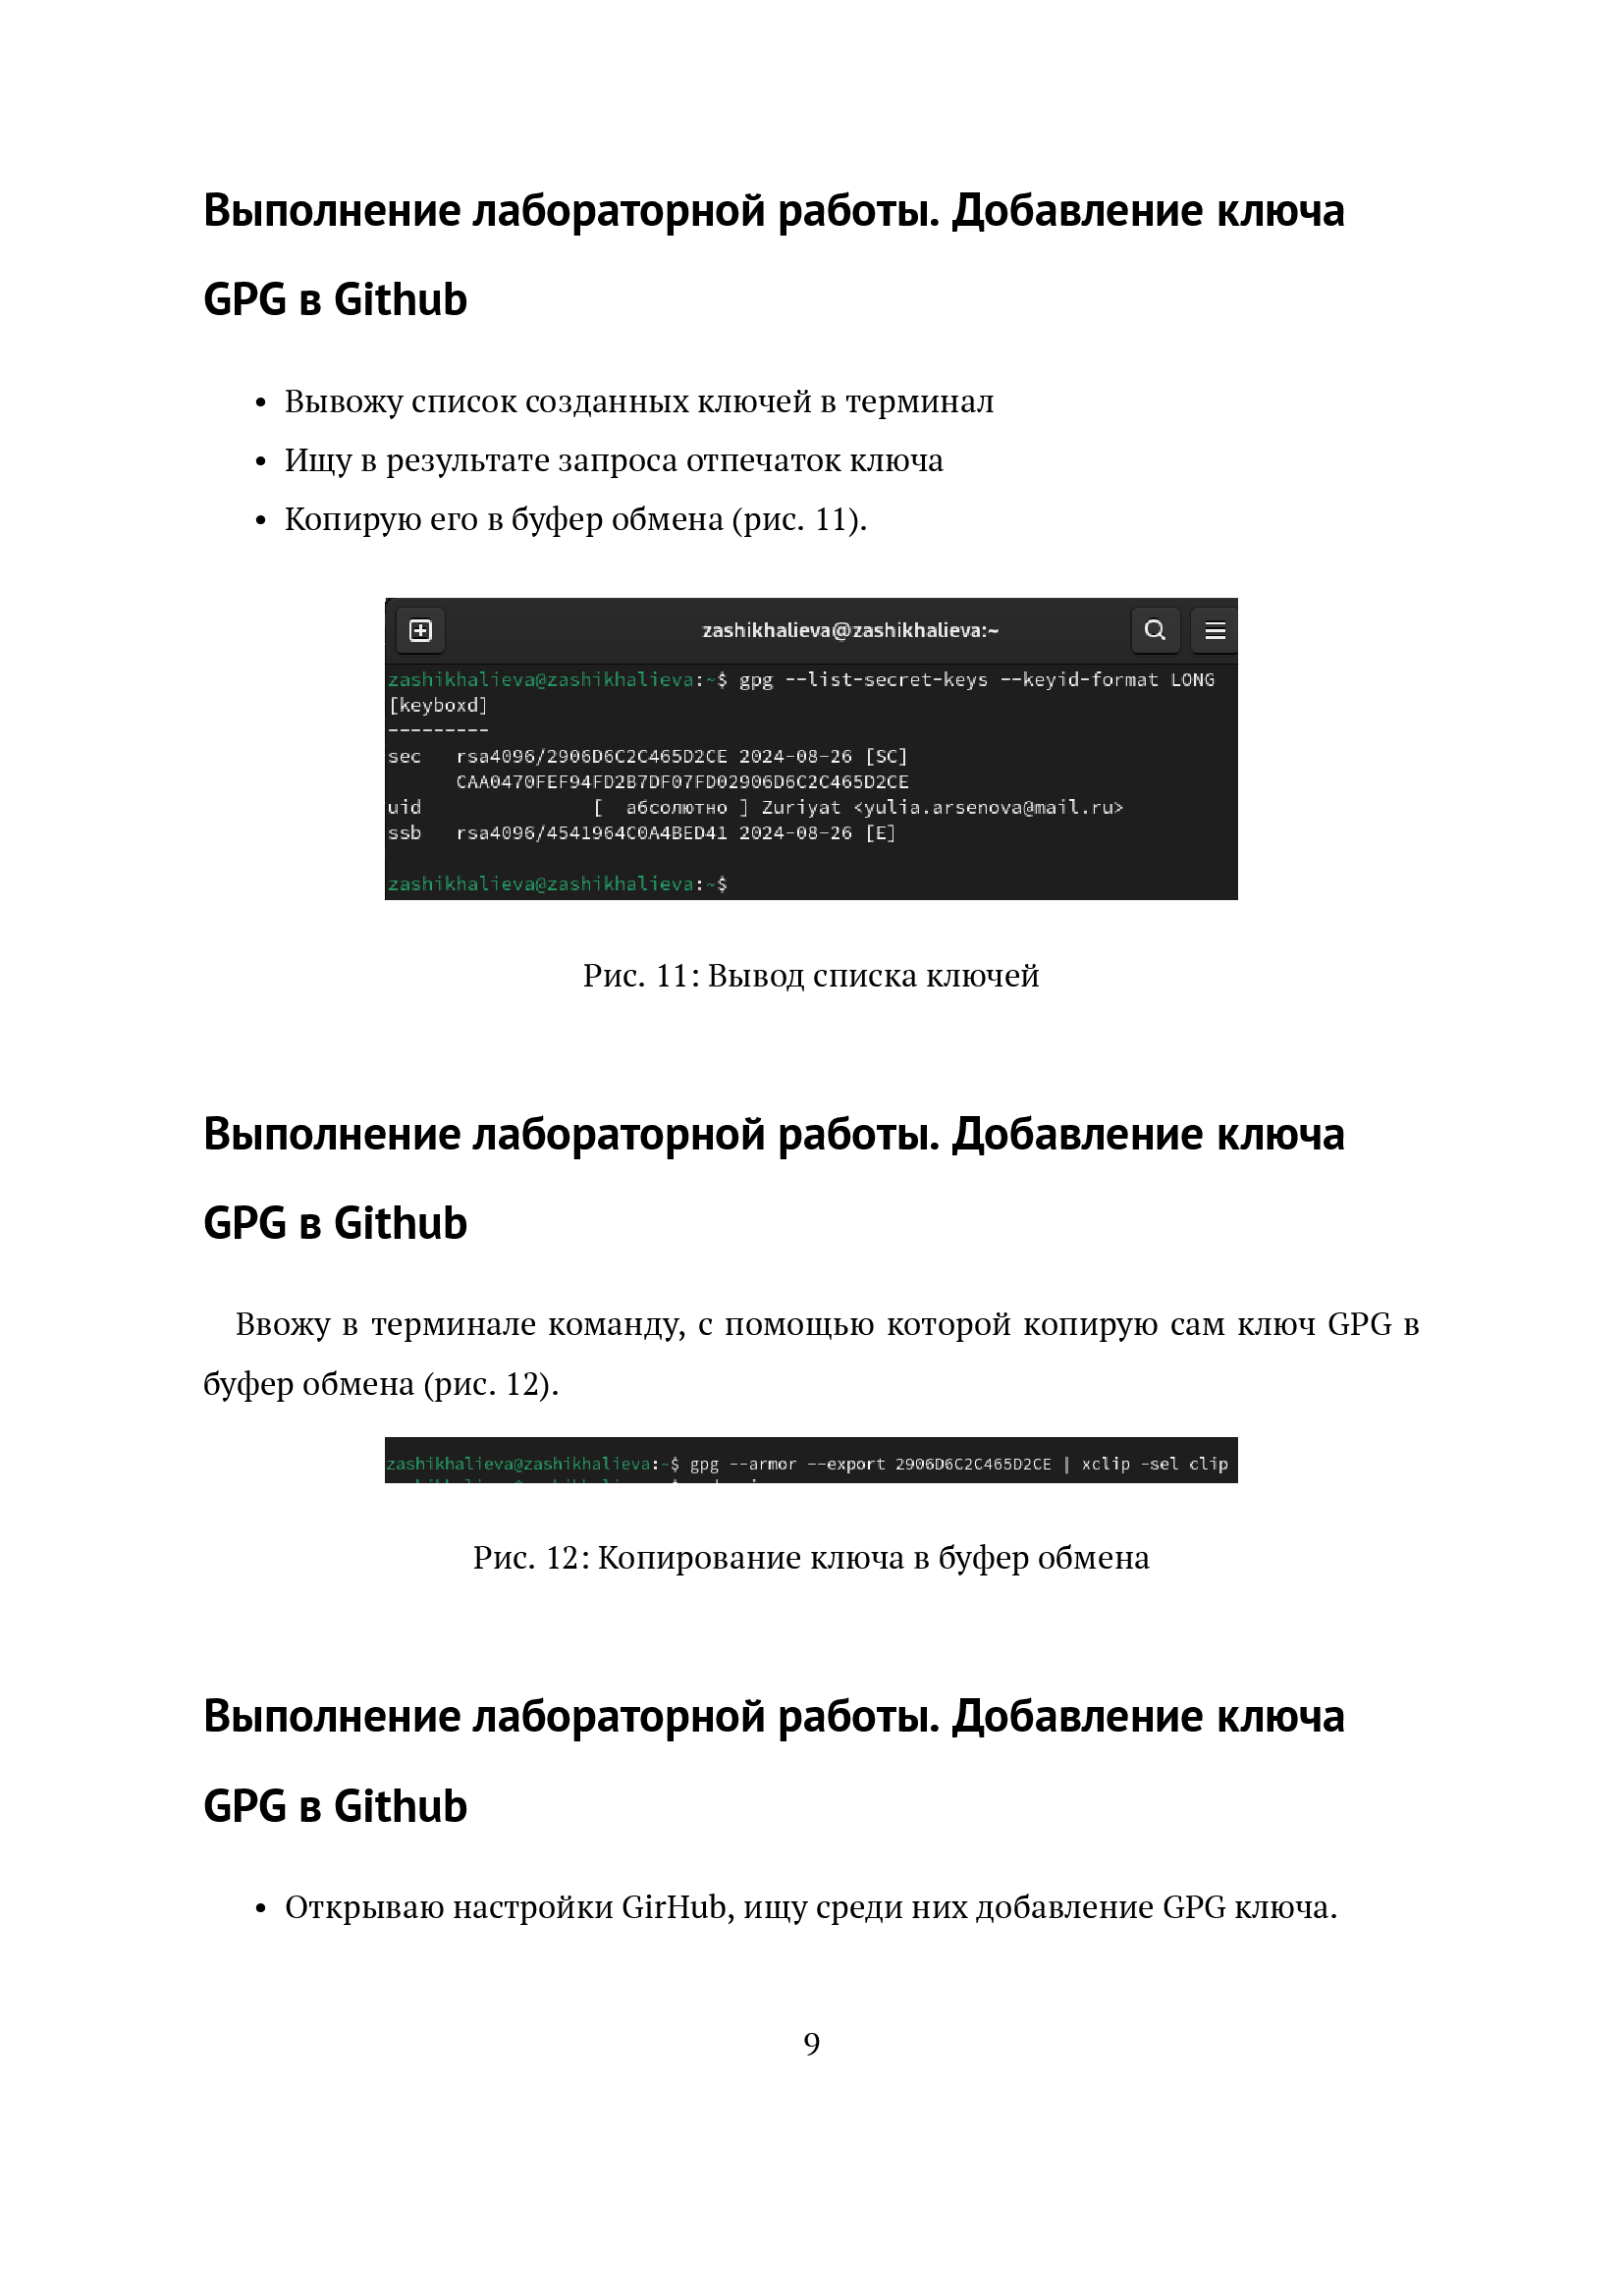 Выполнение лабораторной работы. Добавление ключа
GPG в Github
• Вывожу список созданных ключей в терминал
• Ищу в результате запроса отпечаток ключа
• Копирую его в буфер обмена (рис. 11).
zashikhalieva@zashikhalieva:~
zashikhalieva@zashikhalieva:~$ gpg --list-secret-keys --keyid-format LONG
[keyboxd]
---------
sec   rsa4096/2906D6C2C465D2CE 2024-08-26 [SC]
      CAA0470FEF94FD2B7DF07FD02906D6C2C465D2CE
uid               [  абсолютно ] Zuriyat <yulia.arsenova@mail.ru>
ssb   rsa4096/4541964C0A4BED41 2024-08-26 [E]
zashikhalieva@zashikhalieva:~$
Рис. 11: Вывод списка ключей
Выполнение лабораторной работы. Добавление ключа
GPG в Github
Ввожу в терминале команду, с помощью которой копирую сам ключ GPG в
буфер обмена (рис. 12).
zashikhalieva@zashikhalieva:~$ gpg --armor --export 2906D6C2C465D2CE | xclip -sel clip
Рис. 12: Копирование ключа в буфер обмена
Выполнение лабораторной работы. Добавление ключа
GPG в Github
• Открываю настройки GirHub, ищу среди них добавление GPG ключа.
9